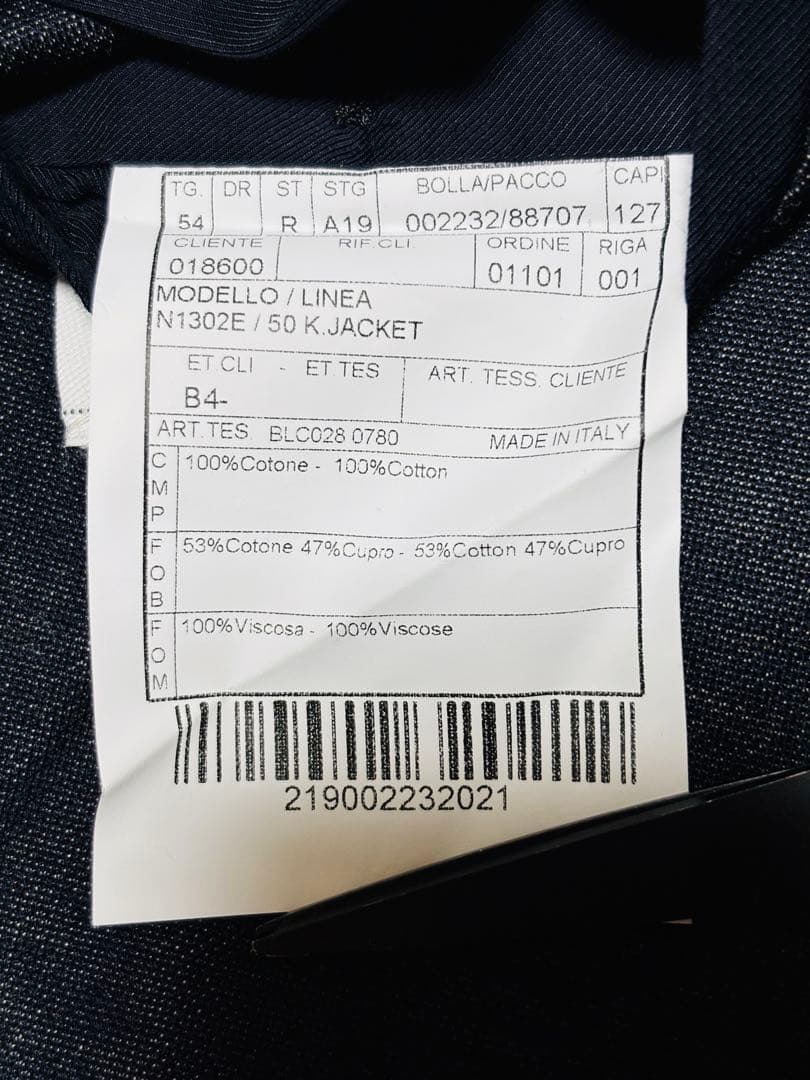 TG. DR ST STG BOLLA/PACCO CAPI
54 R A19 002232/88707 127
CLIENTE RIF.CLI. ORDINE RIGA
018600 01101 001
MODELLO / LINEA
N1302E / 50 K.JACKET
ET.CLI - ET TES ART. TESS. CLIENTE
B4-
ART.TES. BLC028 0780 MADE IN ITALY
CMP 100%Cotone - 100%Cotton
FOB 53%Cotone 47%Cupro - 53%Cotton 47%Cupro
FOM 100%Viscosa - 100%Viscose
219002232021